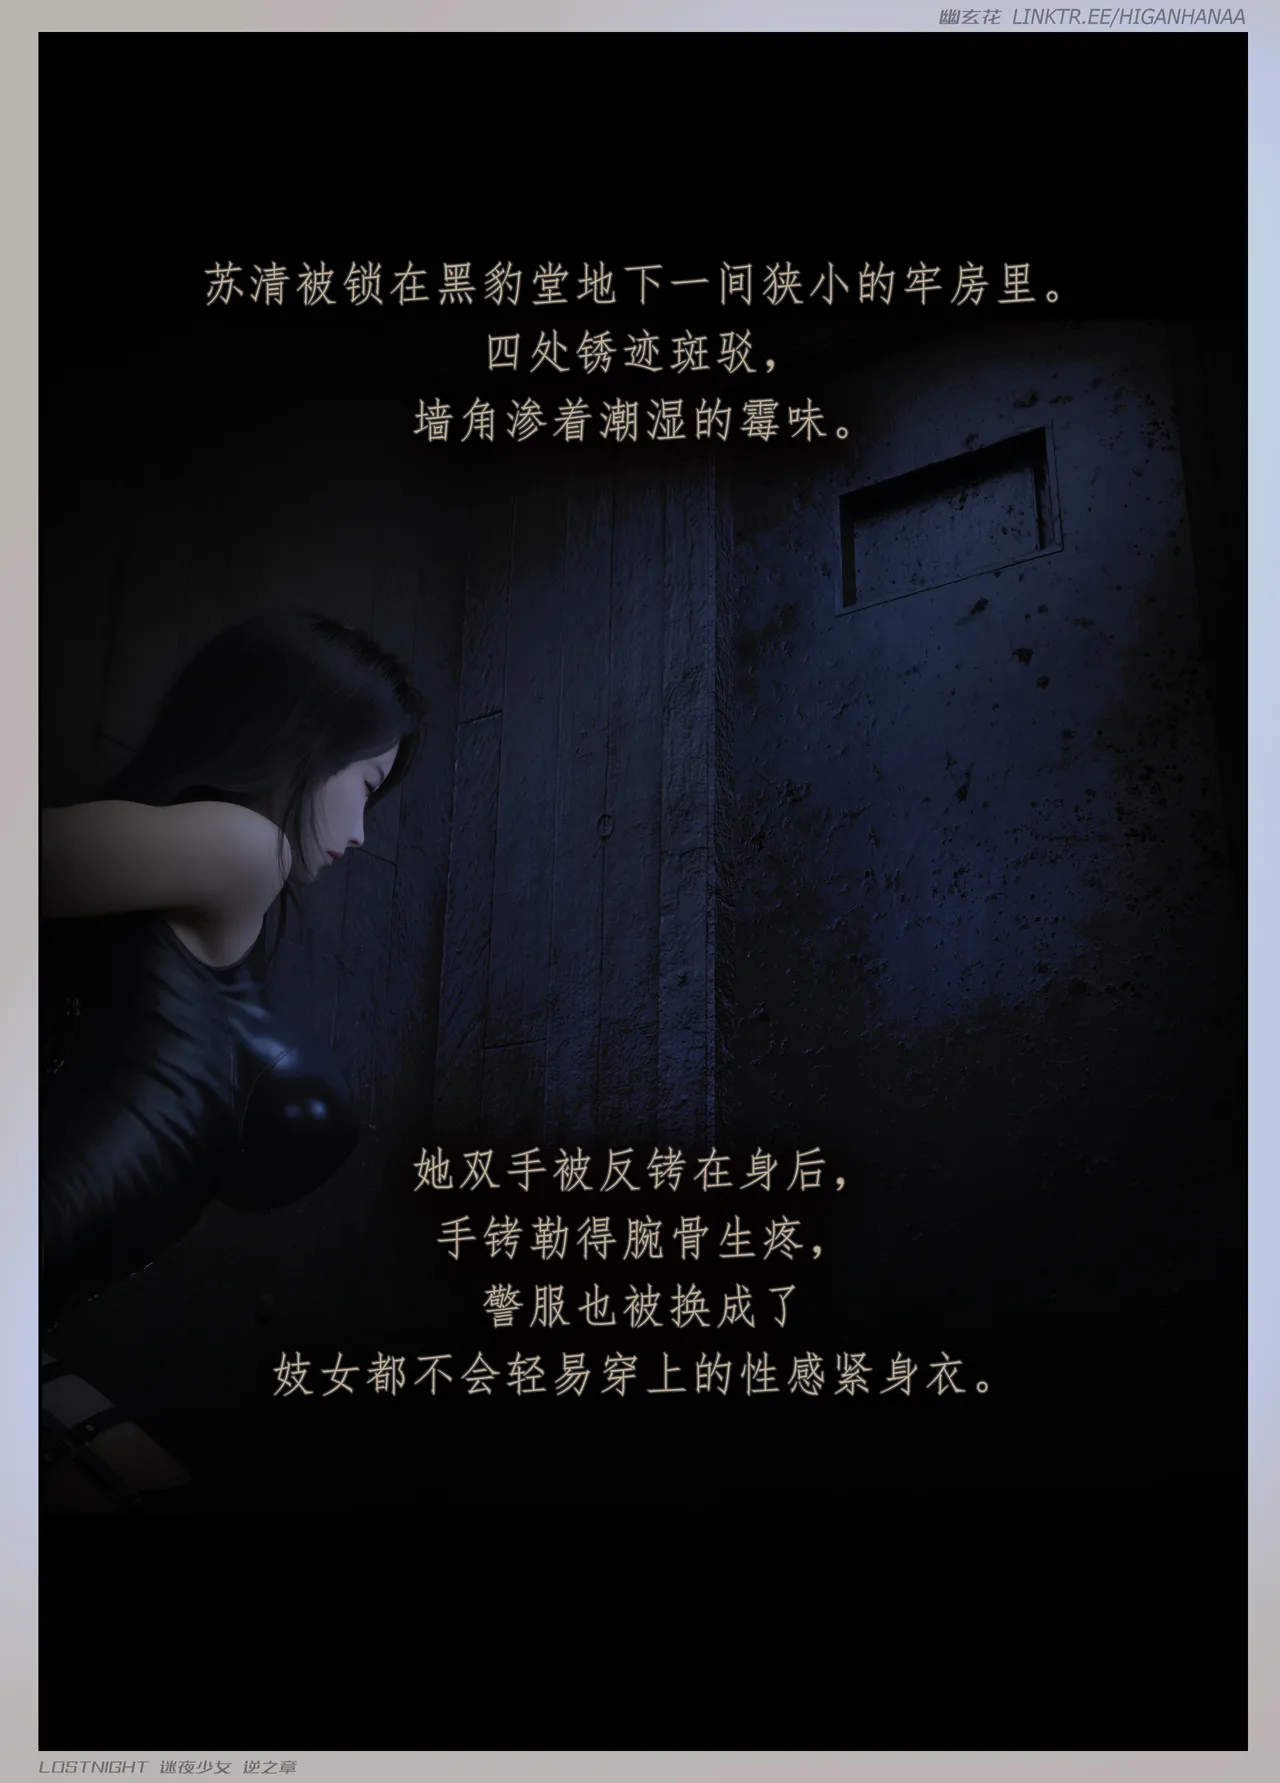 幽玄花 LINKTR.EE/HIGANHANAA
苏清被锁在黑豹堂地下一间狭小的牢房里。
四处锈迹斑驳，
墙角渗着潮湿的霉味。
她双手被反铐在身后，
手铐勒得腕骨生疼，
警服也被换成了
妓女都不会轻易穿上的性感紧身衣。
LOSTNIGHT 迷夜少女 逆之章